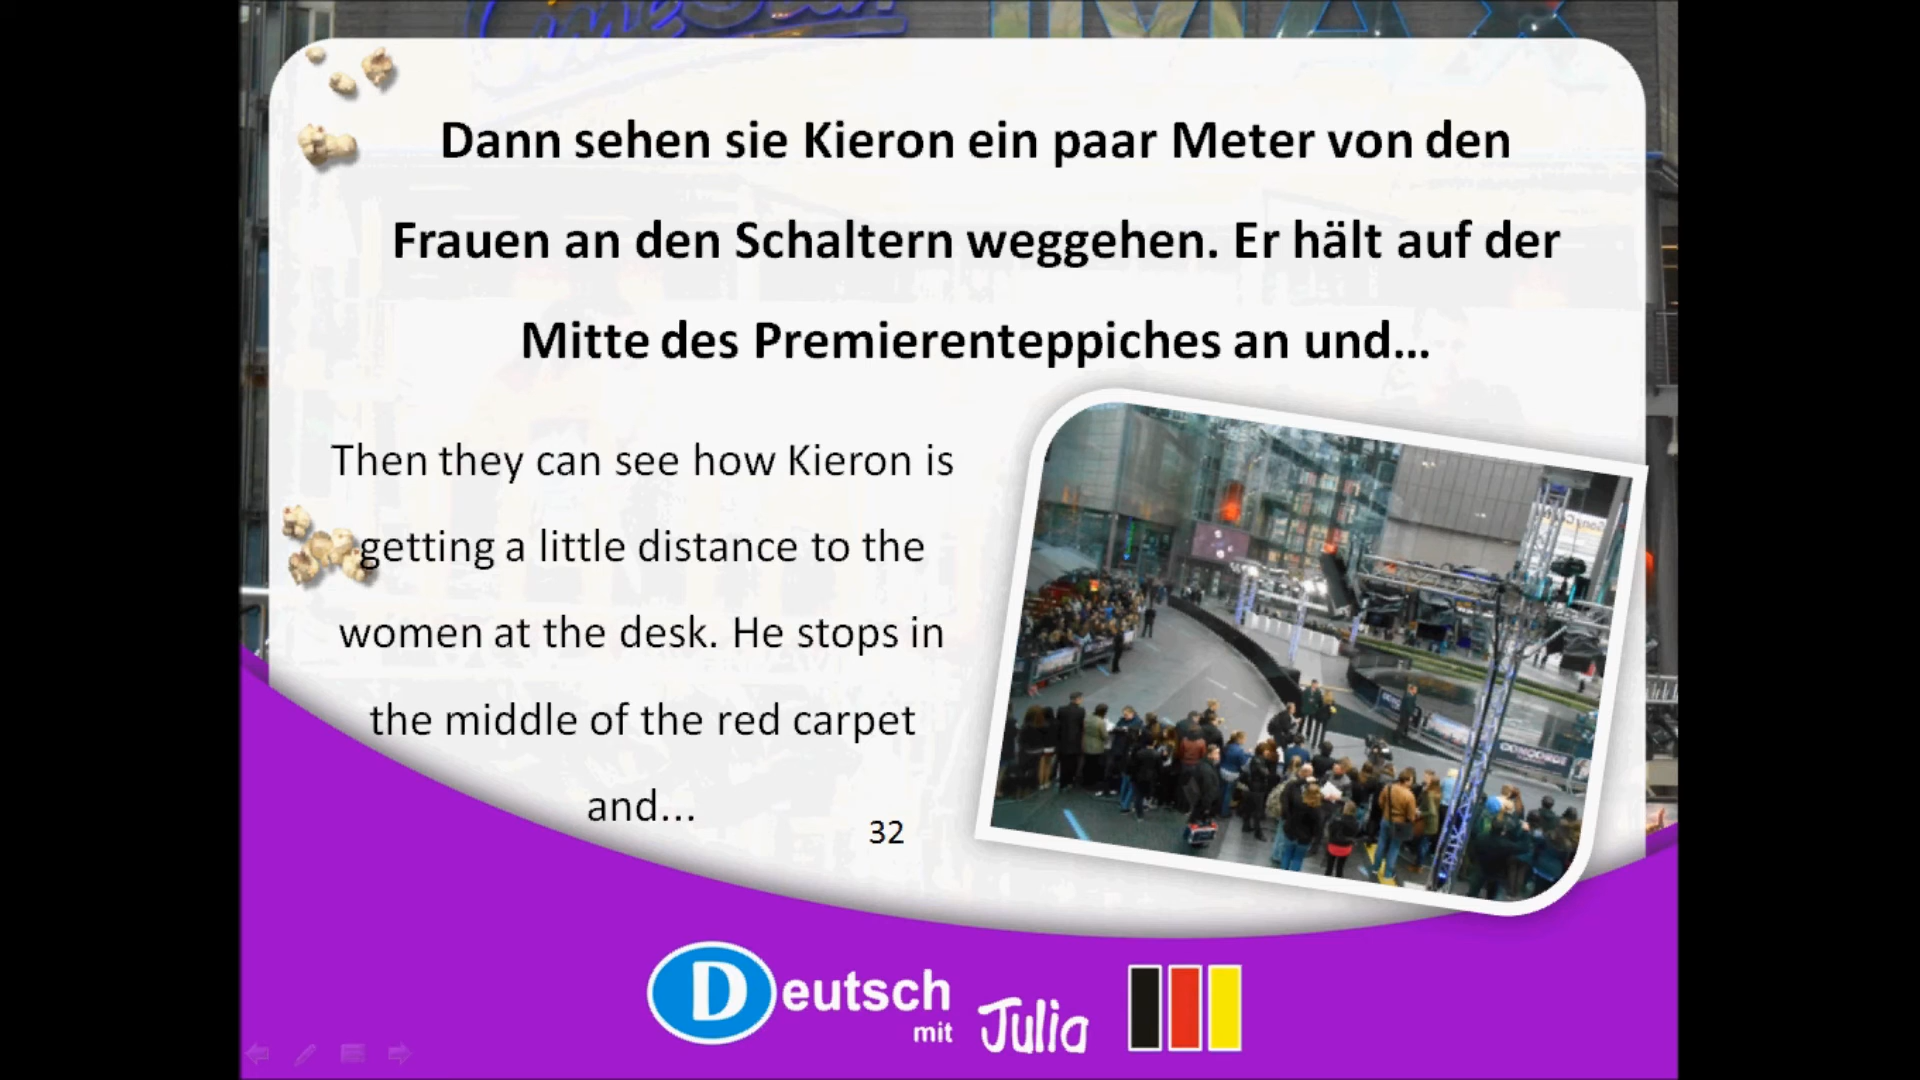 Dann sehen sie Kieron ein paar Meter von den
Frauen an den Schaltern weggehen. Er hält auf der
Mitte des Premierenteppiches an und...
Then they can see how Kieron is
getting a little distance to the
women at the desk. He stops in
the middle of the red carpet
and...
32
Deutsch
mit Julia